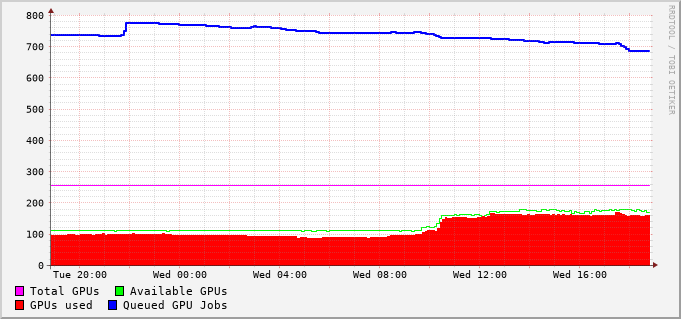 800
700
600
500
400
300
200
100
0
Tue 20:00 Wed 00:00 Wed 04:00 Wed 08:00 Wed 12:00 Wed 16:00
Total GPUs Available GPUs
GPUs used Queued GPU Jobs
RRDTOOL / TOBI OETIKER